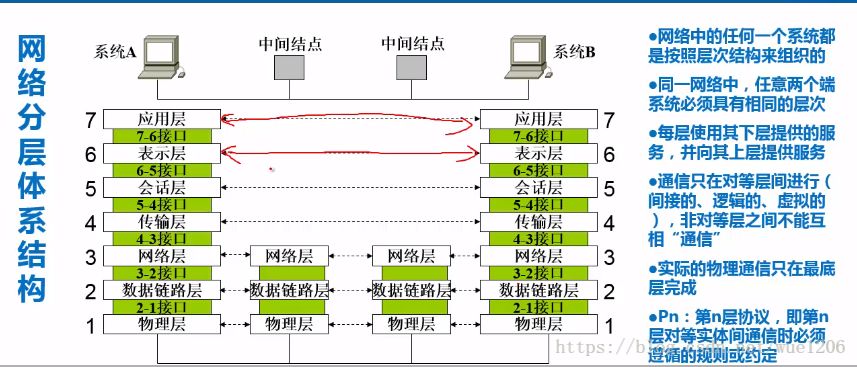 网络分层体系结构
系统A
中间结点
中间结点
系统B
7 应用层 应用层 7
7-6接口 7-6接口
6 表示层 表示层 6
6-5接口 6-5接口
5 会话层 会话层 5
5-4接口 5-4接口
4 传输层 传输层 4
4-3接口 4-3接口
3 网络层 网络层 网络层 网络层 3
3-2接口 3-2接口
2 数据链路层 数据链路层 数据链路层 数据链路层 2
2-1接口 2-1接口
1 物理层 物理层 物理层 物理层 1
●网络中的任何一个系统都
是按照层次结构来组织的
●同一网络中，任意两个端
系统必须具有相同的层次
●每层使用其下层提供的服
务，并向其上层提供服务
●通信只在对等层间进行（
间接的、逻辑的、虚拟的
），非对等层之间不能互
相“通信”
●实际的物理通信只在最底
层完成
●Pn：第n层协议，即第n
层对等实体间通信时必须
遵循的规则或约定